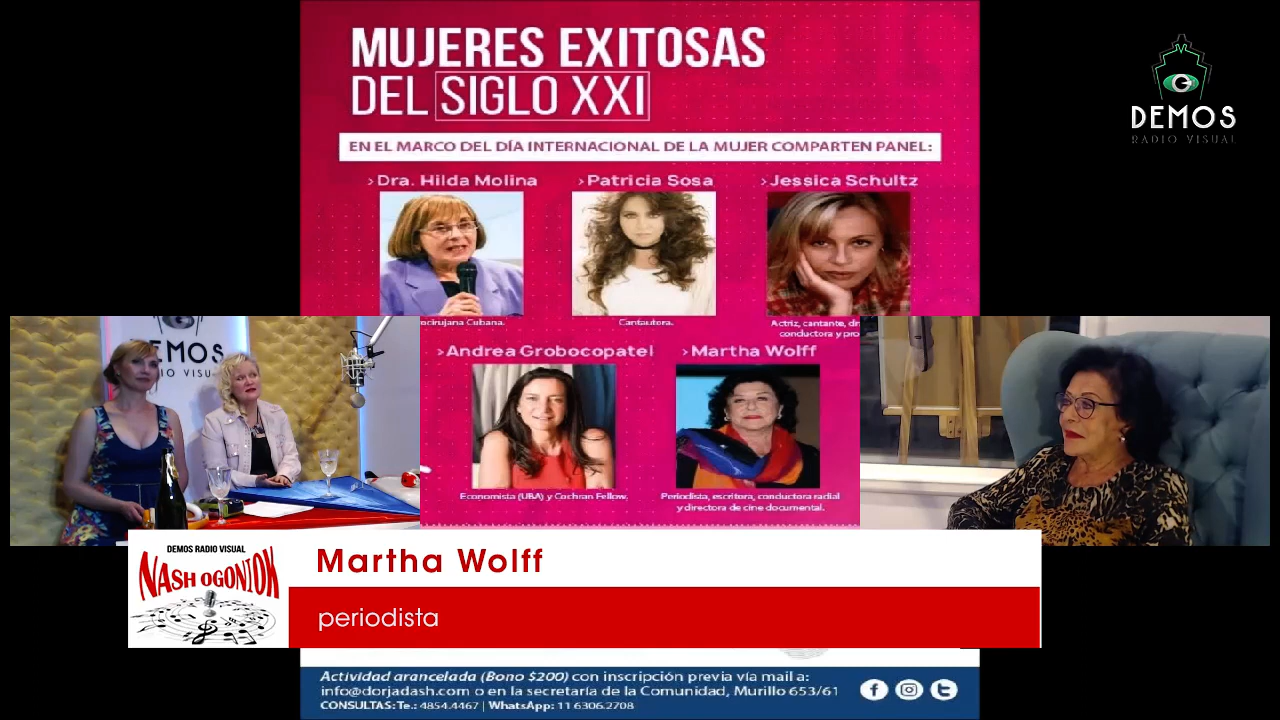 MUJERES EXITOSAS
DEL SIGLO XXI
DEMOS
RADIO VISUAL
EN EL MARCO DEL DÍA INTERNACIONAL DE LA MUJER COMPARTEN PANEL:
>Dra. Hilda Molina
>Patricia Sosa
>Jessica Schultz
Cubana.
Cantautora.
Actriz, cantante,
conductora y
>Andrea Grobocopatel
>Martha Wolff
Economista (UBA) y Cochran Fellow.
Periodista, escritora, conductora radial
y directora de cine documental.
DEMOS RADIO VISUAL
NASH OGONIOK
Martha Wolff
periodista
Actividad arancelada (Bono $200) con inscripción previa vía mail a:
info@dorjadash.com o en la secretaría de la Comunidad, Murillo 653/61
CONSULTAS: Te.: 4854.4467 | WhatsApp: 11 6306.2708